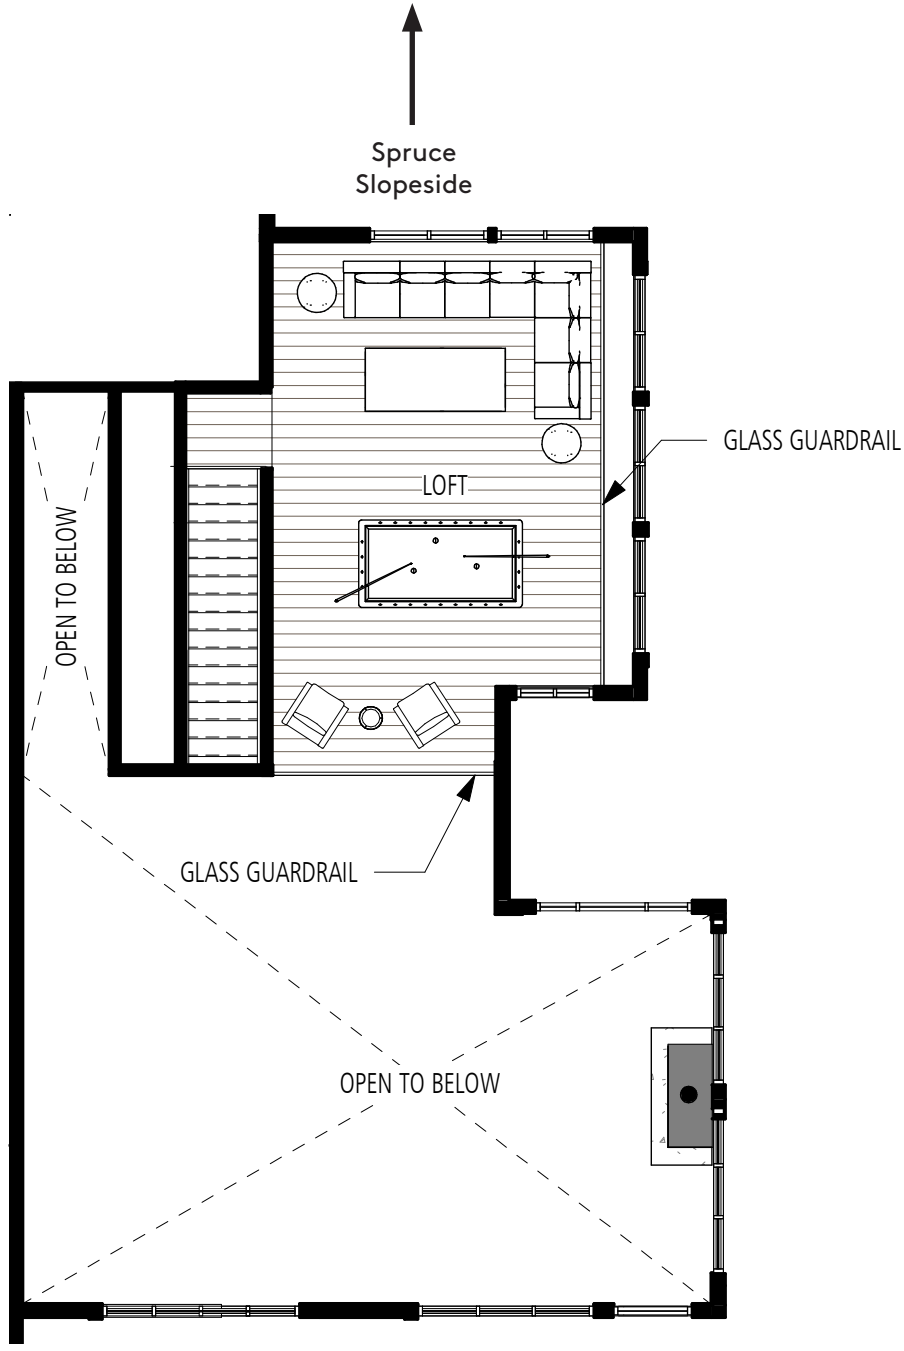 Spruce
Slopeside
GLASS GUARDRAIL
LOFT
OPEN TO BELOW
GLASS GUARDRAIL
OPEN TO BELOW